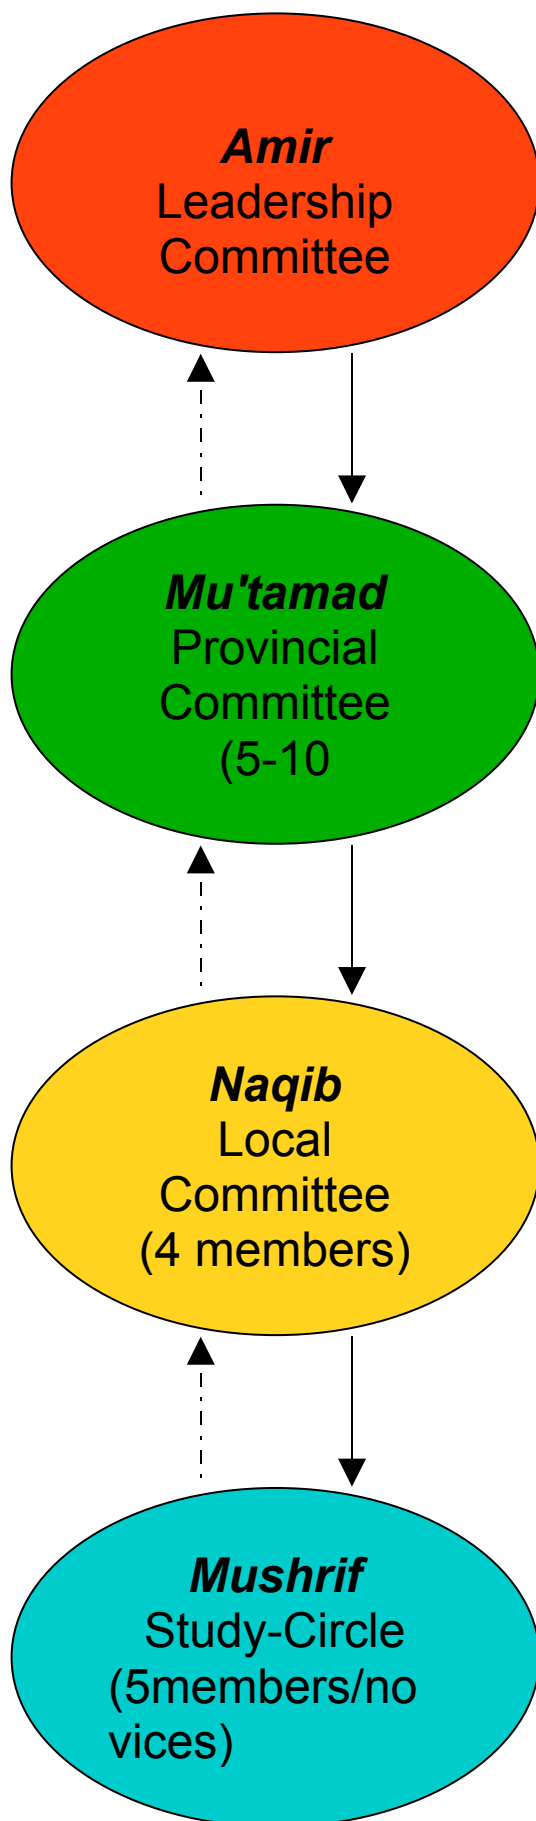 Amir
Leadership
Committee
Mu'tamad
Provincial
Committee
(5-10
Naqib
Local
Committee
(4 members)
Mushrif
Study-Circle
(5members/no
vices)